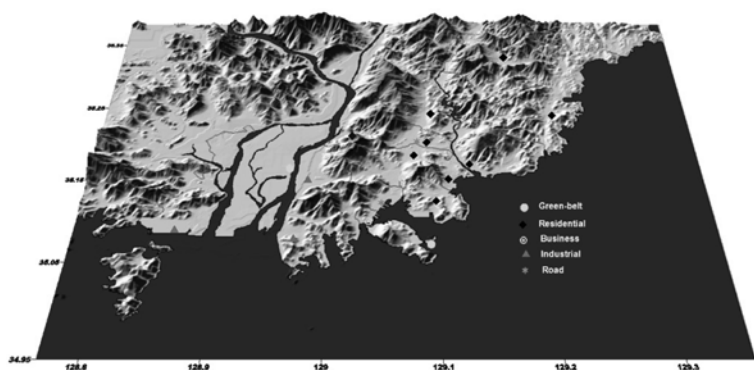 35.35
35.25
35.15
35.05
34.95
Green-belt
Residential
Business
Industrial
Road
128.8
128.9
129
129.1
129.2
129.3